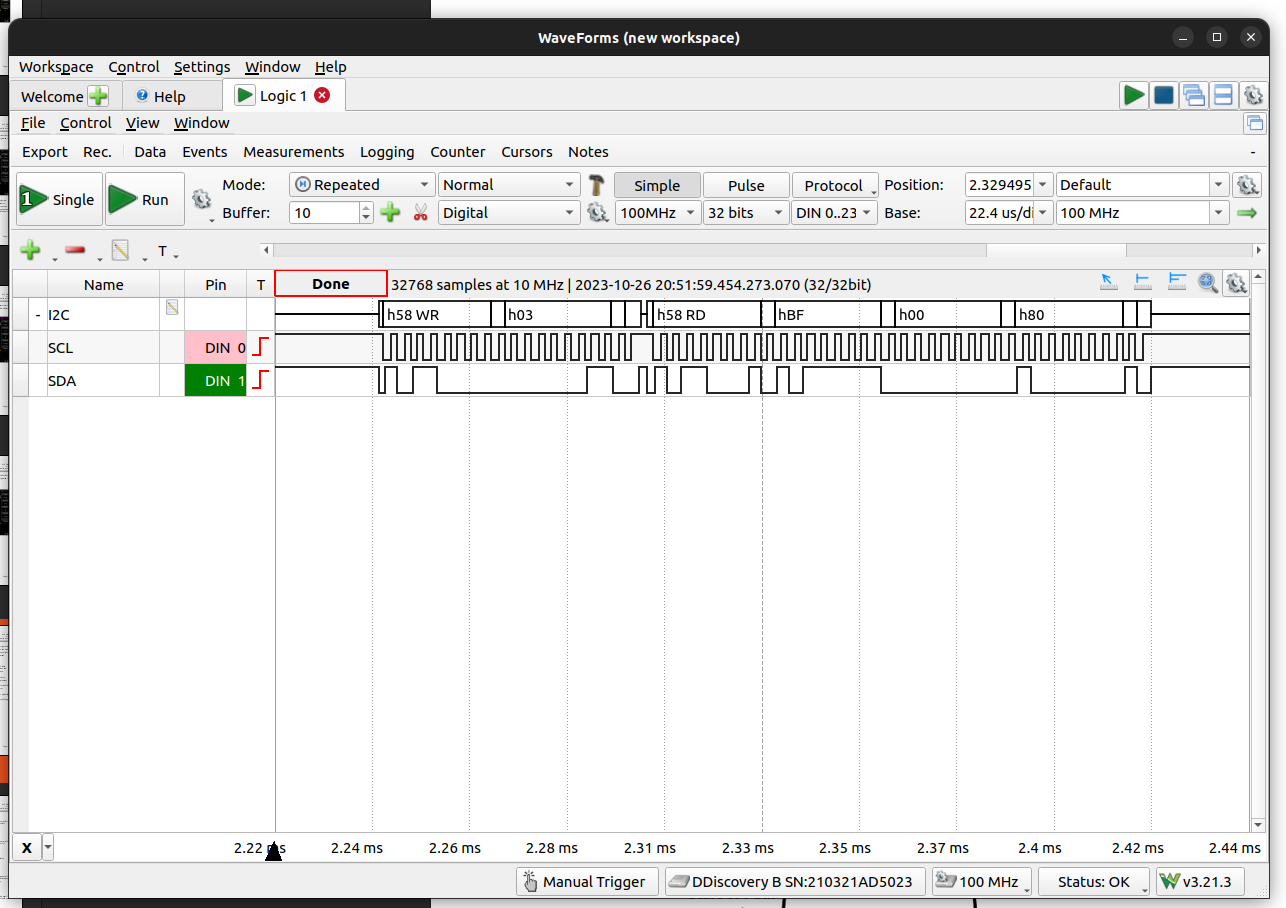 WaveForms (new workspace)
Workspace Control Settings Window Help
Welcome Help Logic 1
File Control View Window
Export Rec. Data Events Measurements Logging Counter Cursors Notes -
Mode: Repeated Normal Simple Pulse Protocol Position: 2.329495 Default
1 Single Run
Buffer: 10 Digital 100MHz 32 bits DIN 0..23 Base: 22.4 us/di 100 MHz
T
Name Pin T Done 32768 samples at 10 MHz | 2023-10-26 20:51:59.454.273.070 (32/32bit)
- I2C h58 WR h03 h58 RD hBF h00 h80
SCL DIN 0
SDA DIN 1
X 2.22 ms 2.24 ms 2.26 ms 2.28 ms 2.31 ms 2.33 ms 2.35 ms 2.37 ms 2.4 ms 2.42 ms 2.44 ms
Manual Trigger DDiscovery B SN:210321AD5023 100 MHz Status: OK W v3.21.3